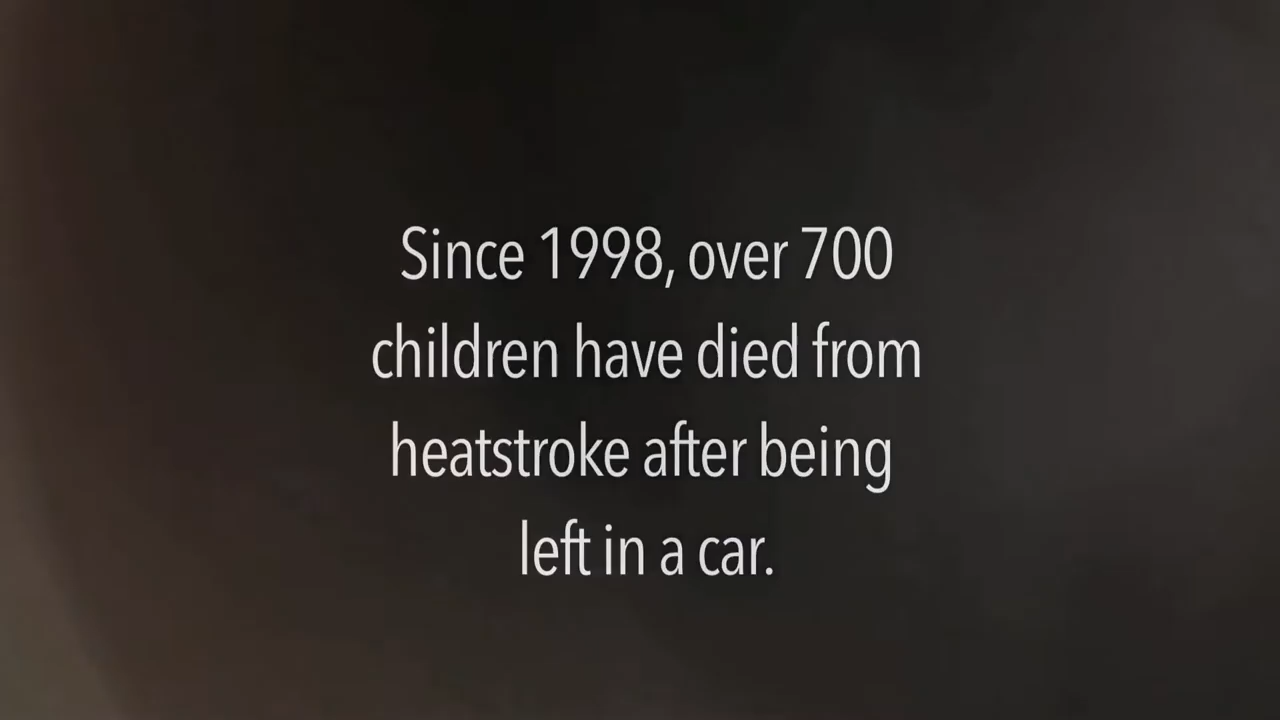 Since 1998, over 700
children have died from
heatstroke after being
left in a car.